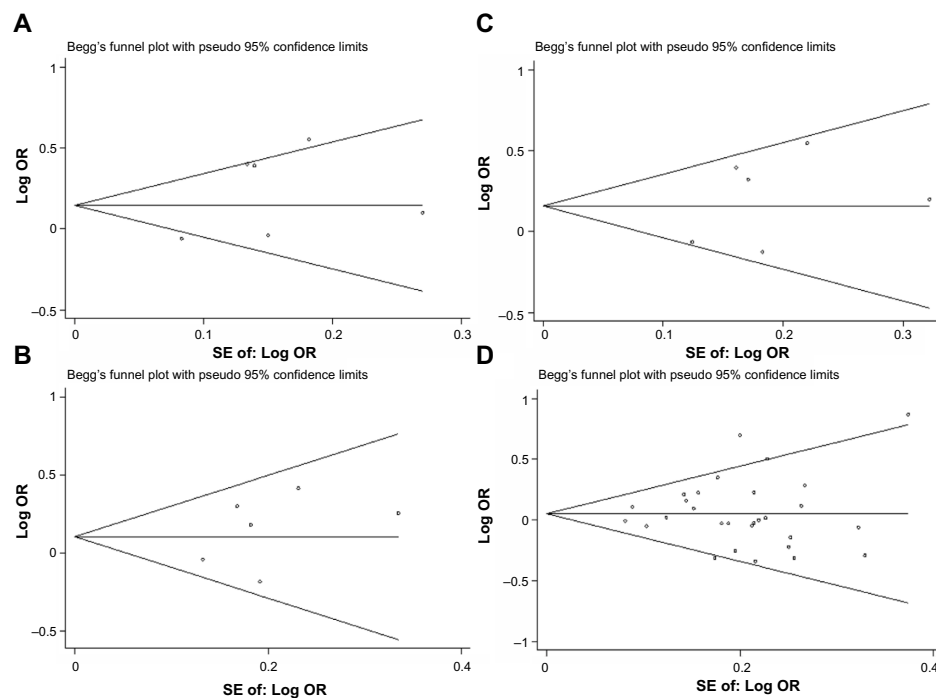 A
Begg's funnel plot with pseudo 95% confidence limits
1
0.5
0
–0.5
Log OR
0
0.1
0.2
0.3
SE of: Log OR
C
Begg's funnel plot with pseudo 95% confidence limits
1
0.5
0
–0.5
Log OR
0
0.1
0.2
0.3
SE of: Log OR
B
Begg's funnel plot with pseudo 95% confidence limits
1
0.5
0
–0.5
Log OR
0
0.2
0.4
SE of: Log OR
D
Begg's funnel plot with pseudo 95% confidence limits
1
0.5
0
–0.5
–1
Log OR
0
0.2
0.4
SE of: Log OR